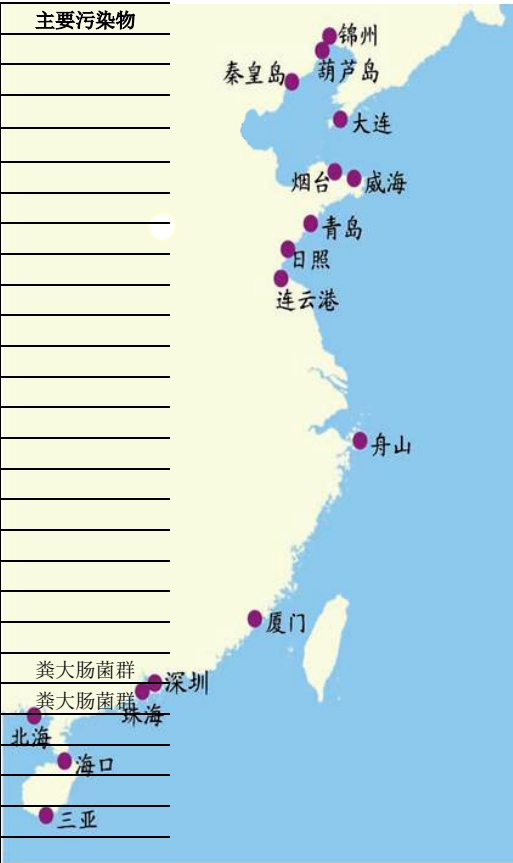 主要污染物
锦州
葫芦岛
秦皇岛
大连
烟台
威海
青岛
日照
连云港
舟山
厦门
粪大肠菌群
深圳
粪大肠菌群
珠海
北海
海口
三亚